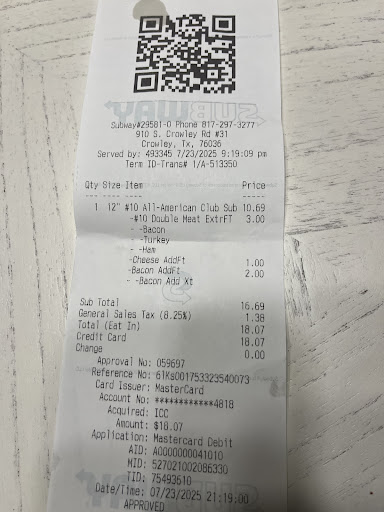 Subway#29581-0 Phone 817-297-3277
910 S. Crowley Rd #31
Crowley, Tx, 76036
Served by: 493345 7/23/2025 9:19:09 pm
Term ID-Trans# 1/A-513350
Qty Size Item Price
1 12" #10 All-American Club Sub 10.69
-#10 Double Meat ExtrFT 3.00
- -Bacon
- -Turkey
- -Ham
-Cheese AddFt 1.00
-Bacon AddFt 2.00
- -Bacon Add Xt
Sub Total 16.69
General Sales Tax (8.25%) 1.38
Total (Eat In) 18.07
Credit Card 18.07
Change 0.00
Approval No: 059697
Reference No: 61Ks001753323540073
Card Issuer: MasterCard
Account No: ************4818
Acquired: ICC
Amount: $18.07
Application: Mastercard Debit
AID: A0000000041010
MID: 527021002086330
TID: 75493510
Date/Time: 07/23/2025 21:19:00
APPROVED